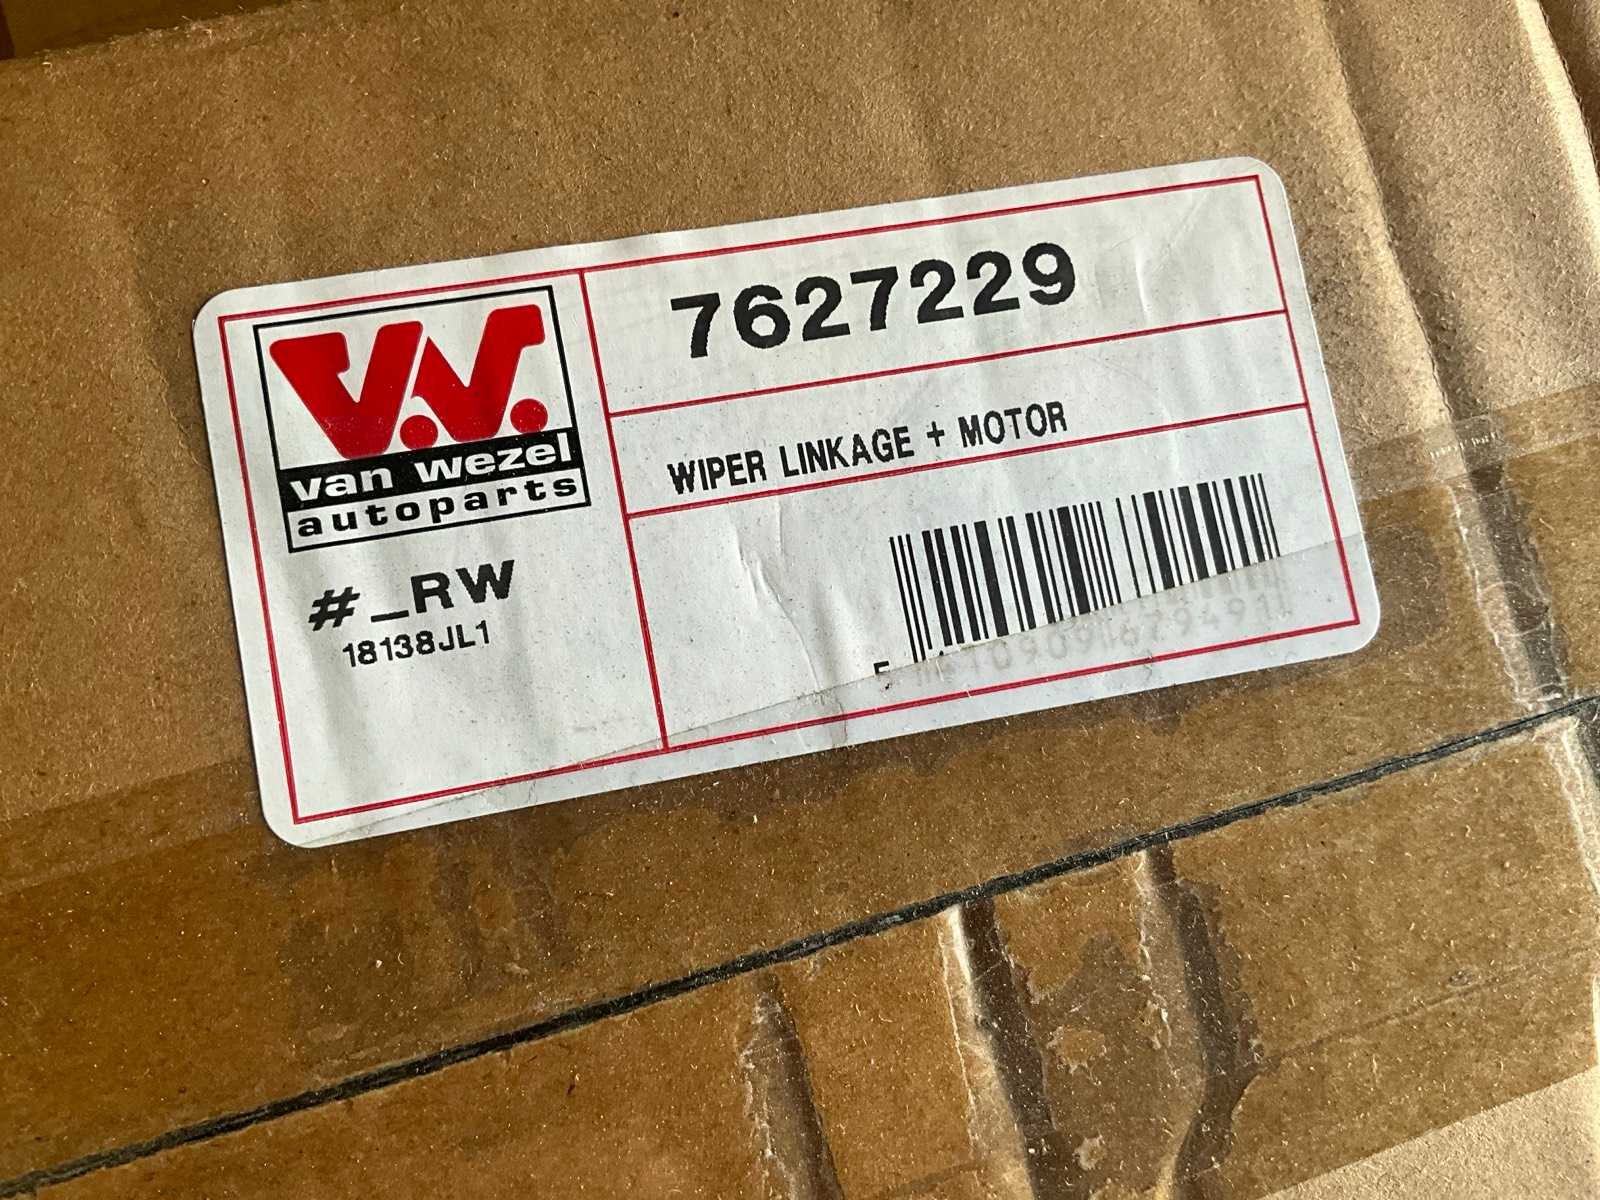 V.W.
van wezel
autoparts
#_RW
18138JL1
7627229
WIPER LINKAGE + MOTOR